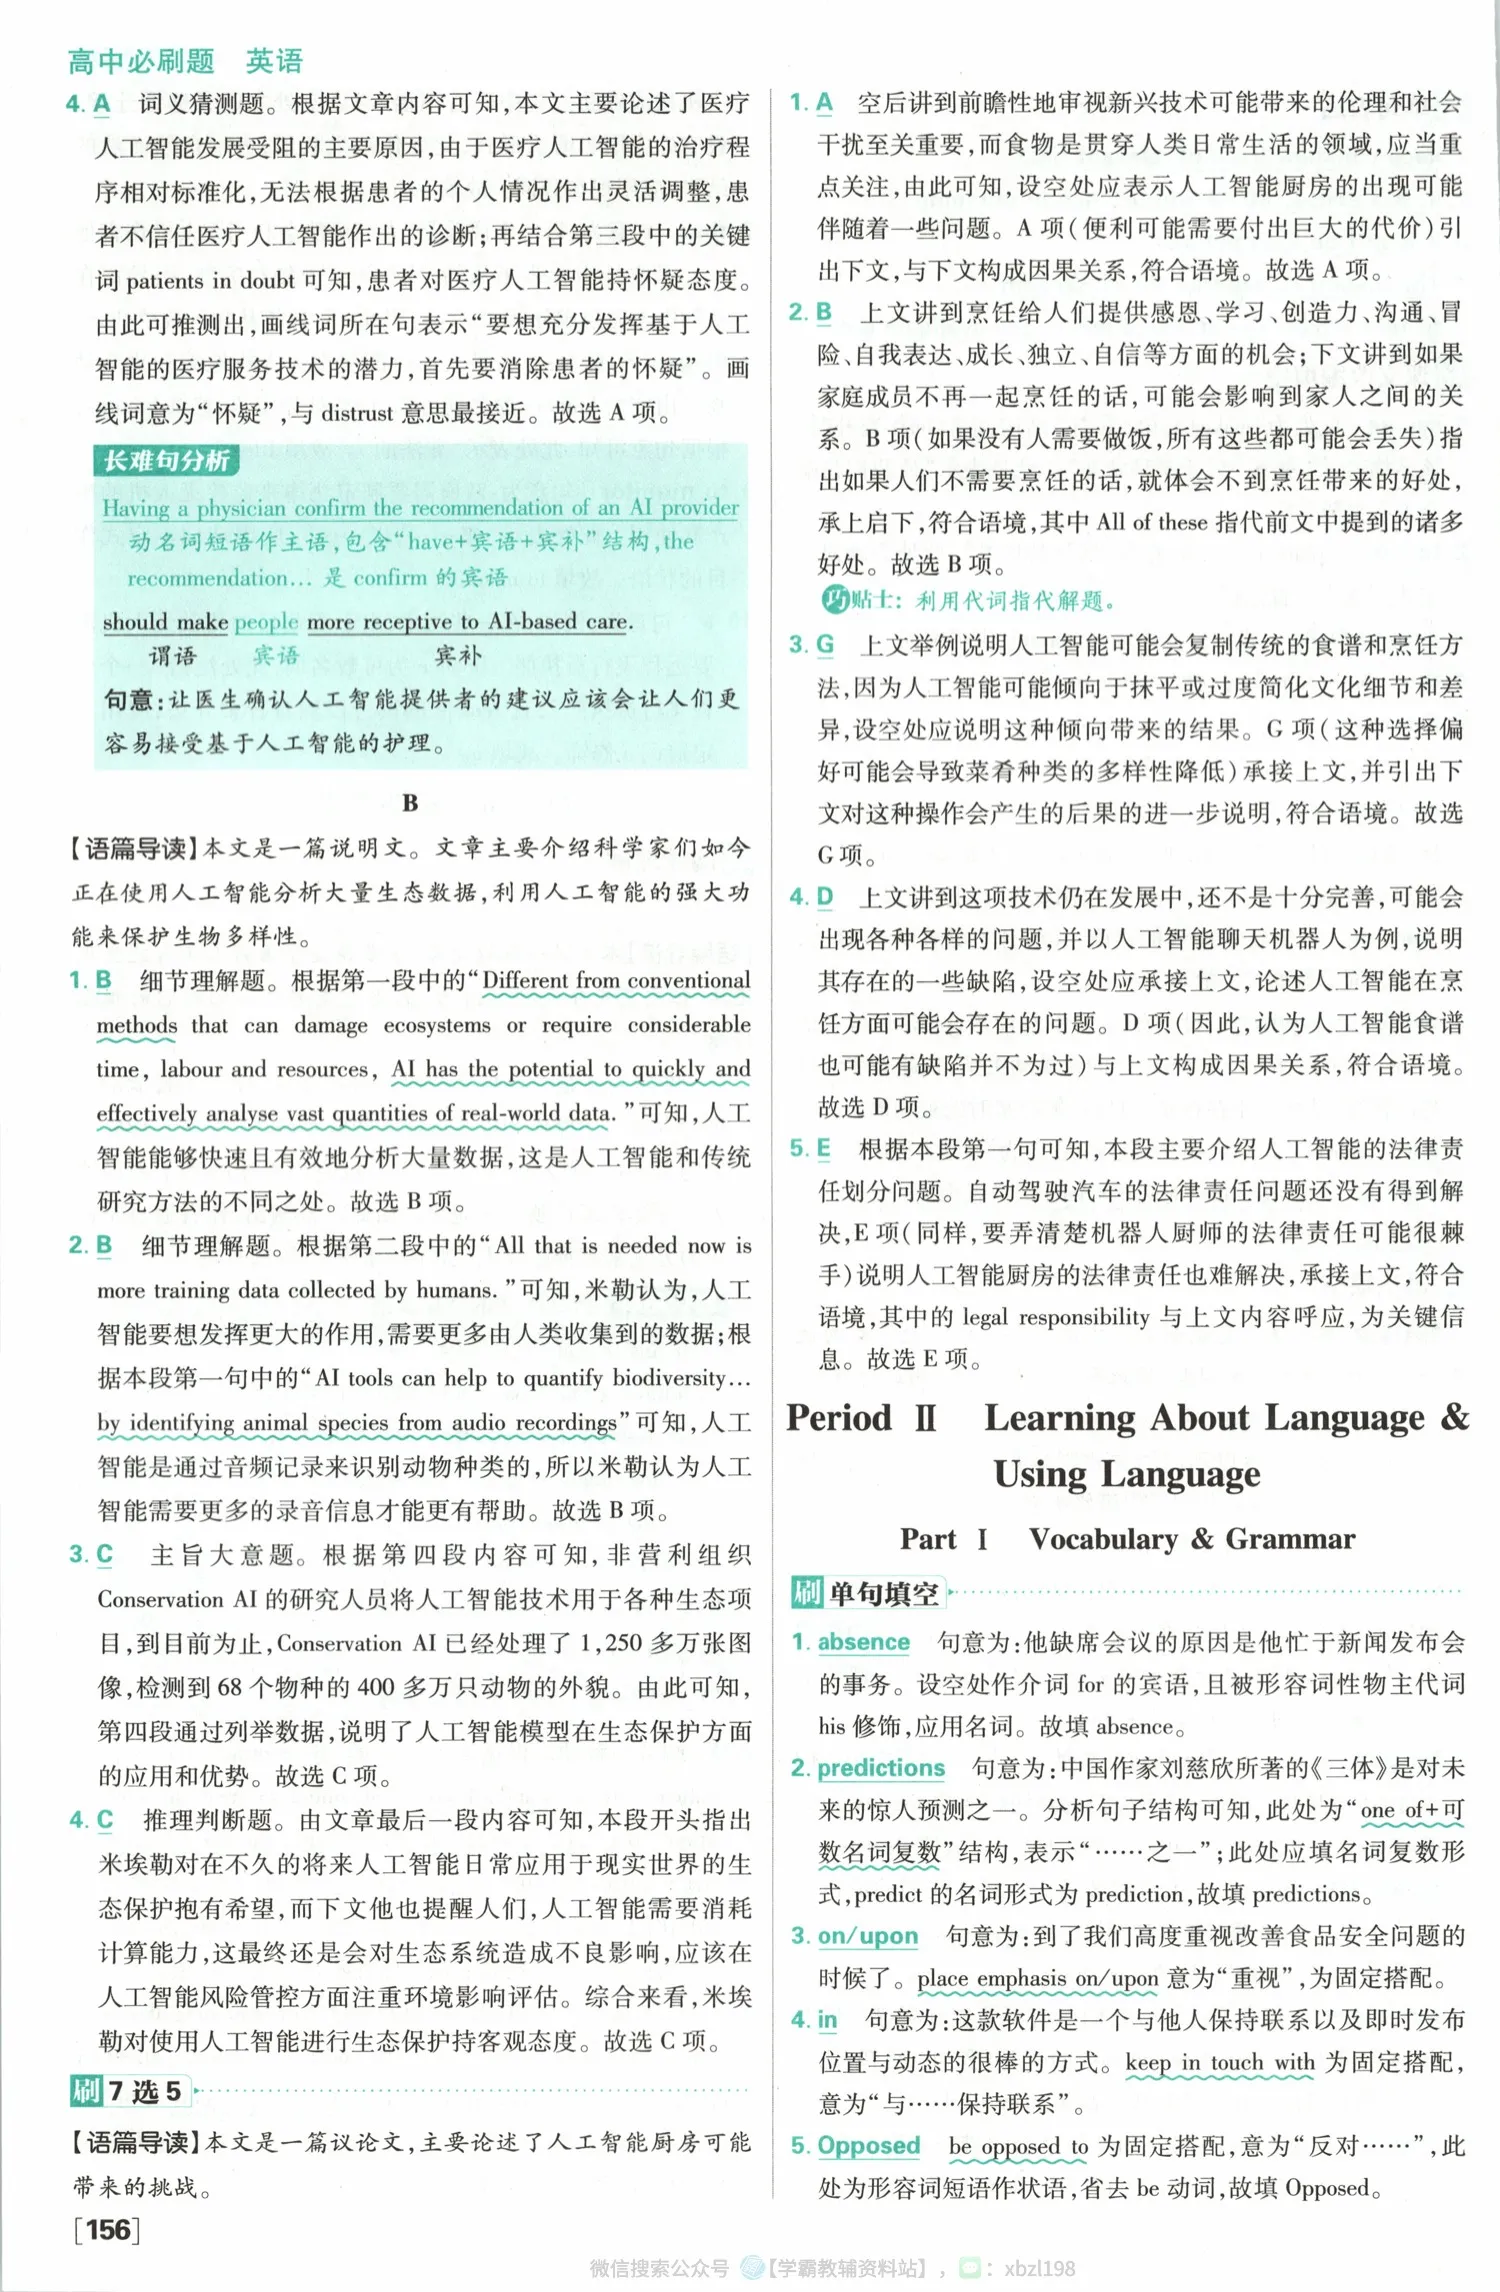 高中必刷题 英语
4. A 词义猜测题。根据文章内容可知,本文主要论述了医疗
人工智能发展受阻的主要原因,由于医疗人工智能的治疗程
序相对标准化,无法根据患者的个人情况作出灵活调整,患
者不信任医疗人工智能作出的诊断;再结合第三段中的关键
词 patients in doubt 可知,患者对医疗人工智能持怀疑态度。
由此可推测出,画线词所在句表示“要想充分发挥基于人工
智能的医疗服务技术的潜力,首先要消除患者的怀疑”。画
线词意为“怀疑”,与 distrust 意思最接近。故选 A 项。
长难句分析
Having a physician confirm the recommendation of an AI provider
动名词短语作主语,包含“have+宾语+宾补”结构,the
recommendation... 是 confirm 的宾语
should make people more receptive to AI-based care.
谓语 宾语 宾补
句意:让医生确认人工智能提供者的建议应该会让人们更
容易接受基于人工智能的护理。
B
【语篇导读】本文是一篇说明文。文章主要介绍科学家们如今
正在使用人工智能分析大量生态数据,利用人工智能的强大功
能来保护生物多样性。
1. B 细节理解题。根据第一段中的“Different from conventional
methods that can damage ecosystems or require considerable
time, labour and resources, AI has the potential to quickly and
effectively analyse vast quantities of real-world data.”可知,人工
智能能够快速且有效地分析大量数据,这是人工智能和传统
研究方法的不同之处。故选 B 项。
2. B 细节理解题。根据第二段中的“All that is needed now is
more training data collected by humans.”可知,米勒认为,人工
智能要想发挥更大的作用,需要更多由人类收集到的数据;根
据本段第一句中的“AI tools can help to quantify biodiversity...
by identifying animal species from audio recordings”可知,人工
智能是通过音频记录来识别动物种类的,所以米勒认为人工
智能需要更多的录音信息才能更有帮助。故选 B 项。
3. C 主旨大意题。根据第四段内容可知,非营利组织
Conservation AI 的研究人员将人工智能技术用于各种生态项
目,到目前为止,Conservation AI 已经处理了 1,250 多万张图
像,检测到 68 个物种的 400 多万只动物的外貌。由此可知,
第四段通过列举数据,说明了人工智能模型在生态保护方面
的应用和优势。故选 C 项。
4. C 推理判断题。由文章最后一段内容可知,本段开头指出
米埃勒对在不久的将来人工智能日常应用于现实世界的生
态保护抱有希望,而下文他也提醒人们,人工智能需要消耗
计算能力,这最终还是会对生态系统造成不良影响,应该在
人工智能风险管控方面注重环境影响评估。综合来看,米埃
勒对使用人工智能进行生态保护持客观态度。故选 C 项。
刷 7 选 5
【语篇导读】本文是一篇议论文,主要论述了人工智能厨房可能
带来的挑战。
[156]
1. A 空后讲到前瞻性地审视新兴技术可能带来的伦理和社会
干扰至关重要,而食物是贯穿人类日常生活的领域,应当重
点关注,由此可知,设空处应表示人工智能厨房的出现可能
伴随着一些问题。A 项(便利可能需要付出巨大的代价)引
出下文,与下文构成因果关系,符合语境。故选 A 项。
2. B 上文讲到烹饪给人们提供感恩、学习、创造力、沟通、冒
险、自我表达、成长、独立、自信等方面的机会;下文讲到如果
家庭成员不再一起烹饪的话,可能会影响到家人之间的关
系。B 项(如果没有人需要做饭,所有这些都可能会丢失)指
出如果人们不需要烹饪的话,就体会不到烹饪带来的好处,
承上启下,符合语境,其中 All of these 指代前文中提到的诸多
好处。故选 B 项。
巧贴士:利用代词指代解题。
3. G 上文举例说明人工智能可能会复制传统的食谱和烹饪方
法,因为人工智能可能倾向于抹平或过度简化文化细节和差
异,设空处应说明这种倾向带来的结果。G 项(这种选择偏
好可能会导致菜肴种类的多样性降低)承接上文,并引出下
文对这种操作会产生的后果的进一步说明,符合语境。故选
G 项。
4. D 上文讲到这项技术仍在发展中,还不是十分完善,可能会
出现各种各样的问题,并以人工智能聊天机器人为例,说明
其存在的一些缺陷,设空处应承接上文,论述人工智能在烹
饪方面可能会存在的问题。D 项(因此,认为人工智能食谱
也可能有缺陷并不为过)与上文构成因果关系,符合语境。
故选 D 项。
5. E 根据本段第一句可知,本段主要介绍人工智能的法律责
任划分问题。自动驾驶汽车的法律责任问题还没有得到解
决,E 项(同样,要弄清楚机器人厨师的法律责任可能很棘
手)说明人工智能厨房的法律责任也难解决,承接上文,符合
语境,其中的 legal responsibility 与上文内容呼应,为关键信
息。故选 E 项。
Period Ⅱ Learning About Language &
Using Language
Part Ⅰ Vocabulary & Grammar
刷 单句填空
1. absence 句意为:他缺席会议的原因是他忙于新闻发布会
的事务。设空处作介词 for 的宾语,且被形容词性物主代词
his 修饰,应用名词。故填 absence。
2. predictions 句意为:中国作家刘慈欣所著的《三体》是对未
来的惊人预测之一。分析句子结构可知,此处为“one of+可
数名词复数”结构,表示“……之一”;此处应填名词复数形
式,predict 的名词形式为 prediction,故填 predictions。
3. on/upon 句意为:到了我们高度重视改善食品安全问题的
时候了。place emphasis on/upon 意为“重视”,为固定搭配。
4. in 句意为:这款软件是一个与他人保持联系以及即时发布
位置与动态的很棒的方式。keep in touch with 为固定搭配,
意为“与……保持联系”。
5. Opposed be opposed to 为固定搭配,意为“反对……”,此
处为形容词短语作状语,省去 be 动词,故填 Opposed。
微信搜索公众号【学霸教辅资料站】,:xbzl198